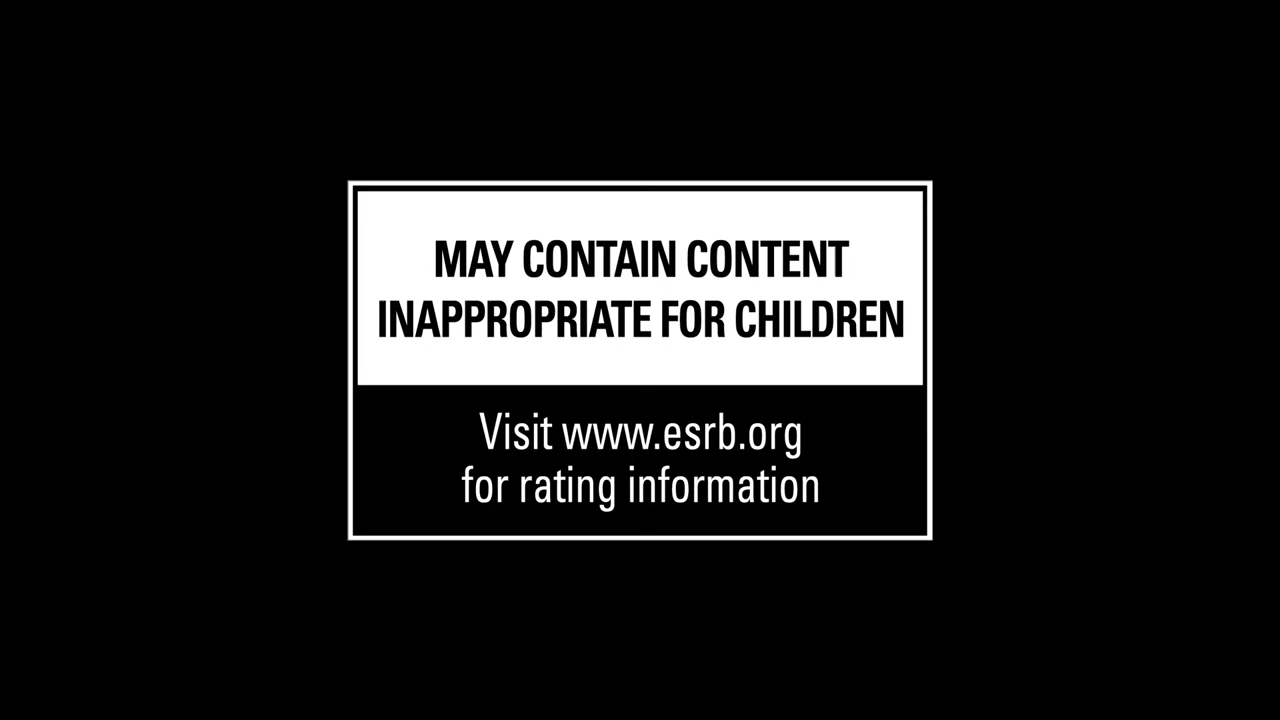 MAY CONTAIN CONTENT
INAPPROPRIATE FOR CHILDREN
Visit www.esrb.org
for rating information